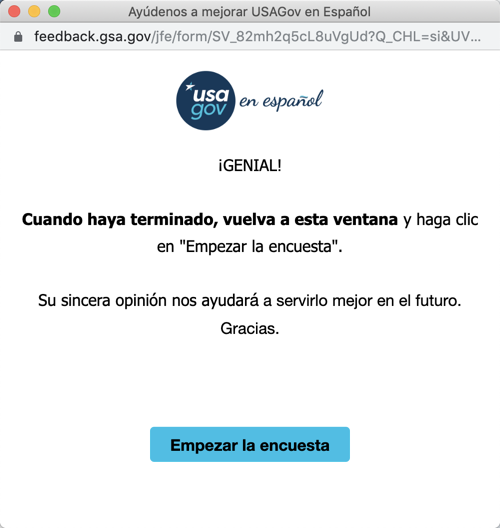 Ayúdenos a mejorar USAGov en Español
feedback.gsa.gov/jfe/form/SV_82mh2q5cL8uVgUd?Q_CHL=si&UV...
usa
gov
en español
¡GENIAL!
Cuando haya terminado, vuelva a esta ventana y haga clic
en "Empezar la encuesta".
Su sincera opinión nos ayudará a servirlo mejor en el futuro.
Gracias.
Empezar la encuesta